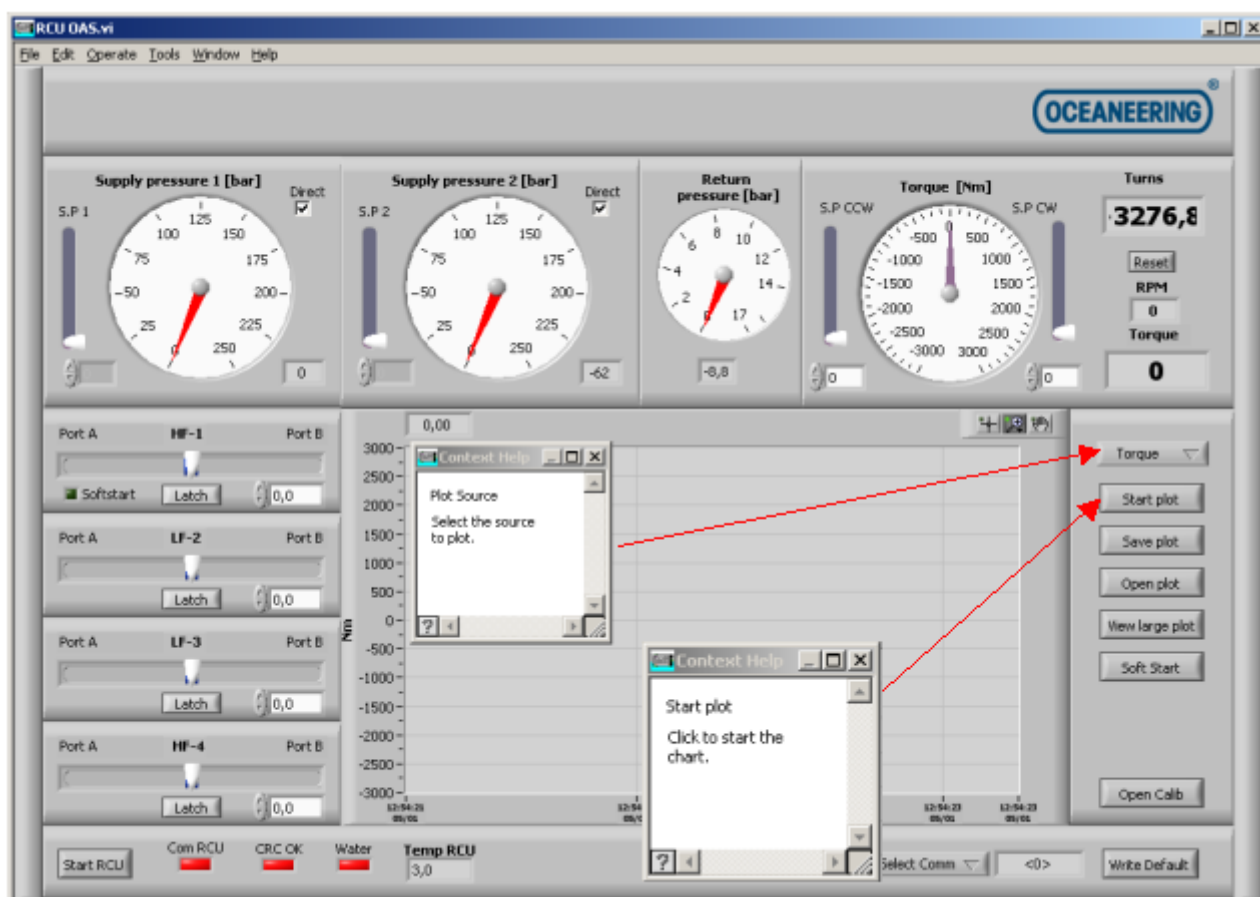 RCU OAS.vi
File Edit Operate Tools Window Help
OCEANEERING®
Supply pressure 1 [bar]
Direct
S.P 1
0 25 50 75 100 125 150 175 200 225 250
0
Supply pressure 2 [bar]
Direct
S.P 2
0 25 50 75 100 125 150 175 200 225 250
-62
Return
pressure [bar]
0 2 4 6 8 10 12 14 17
-8,8
Torque [Nm]
S.P CCW
S.P CW
-3000 -2500 -2000 -1500 -1000 -500 0 500 1000 1500 2000 2500 3000
0
0
Turns
-3276,8
Reset
RPM
0
Torque
0
Port A HF-1 Port B
Softstart Latch 0,0
Port A LF-2 Port B
Latch 0,0
Port A LF-3 Port B
Latch 0,0
Port A HF-4 Port B
Latch 0,0
0,00
Nm
3000
2500
2000
1500
1000
500
0
-500
-1000
-1500
-2000
-2500
-3000
12:54:21
12:54:23
12:54:23
Context Help
Plot Source
Select the source
to plot.
Context Help
Start plot
Click to start the
chart.
Torque
Start plot
Save plot
Open plot
View large plot
Soft Start
Open Calib
Start RCU
Com RCU
CRC OK
Water
Temp RCU
3,0
Select Comm
<0>
Write Default